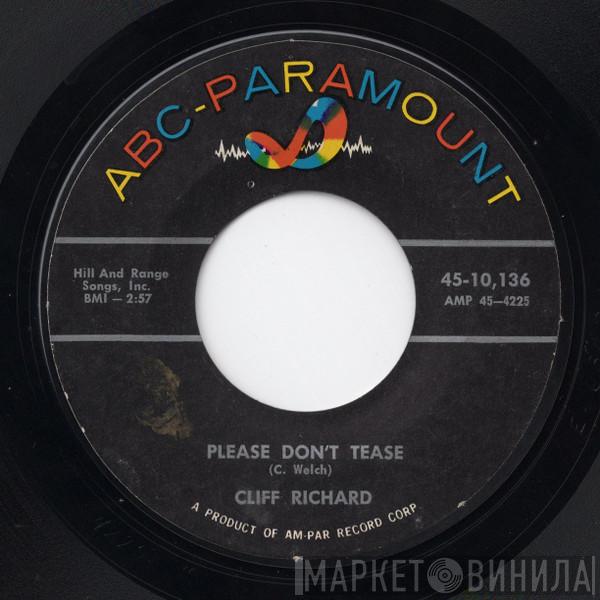 ABC-PARAMOUNT
Hill And Range
Songs, Inc.
BMI — 2:57
45-10,136
AMP 45—4225
PLEASE DON'T TEASE
(C. Welch)
CLIFF RICHARD
A PRODUCT OF AM-PAR RECORD CORP
МАРКЕТ ВИНИЛА